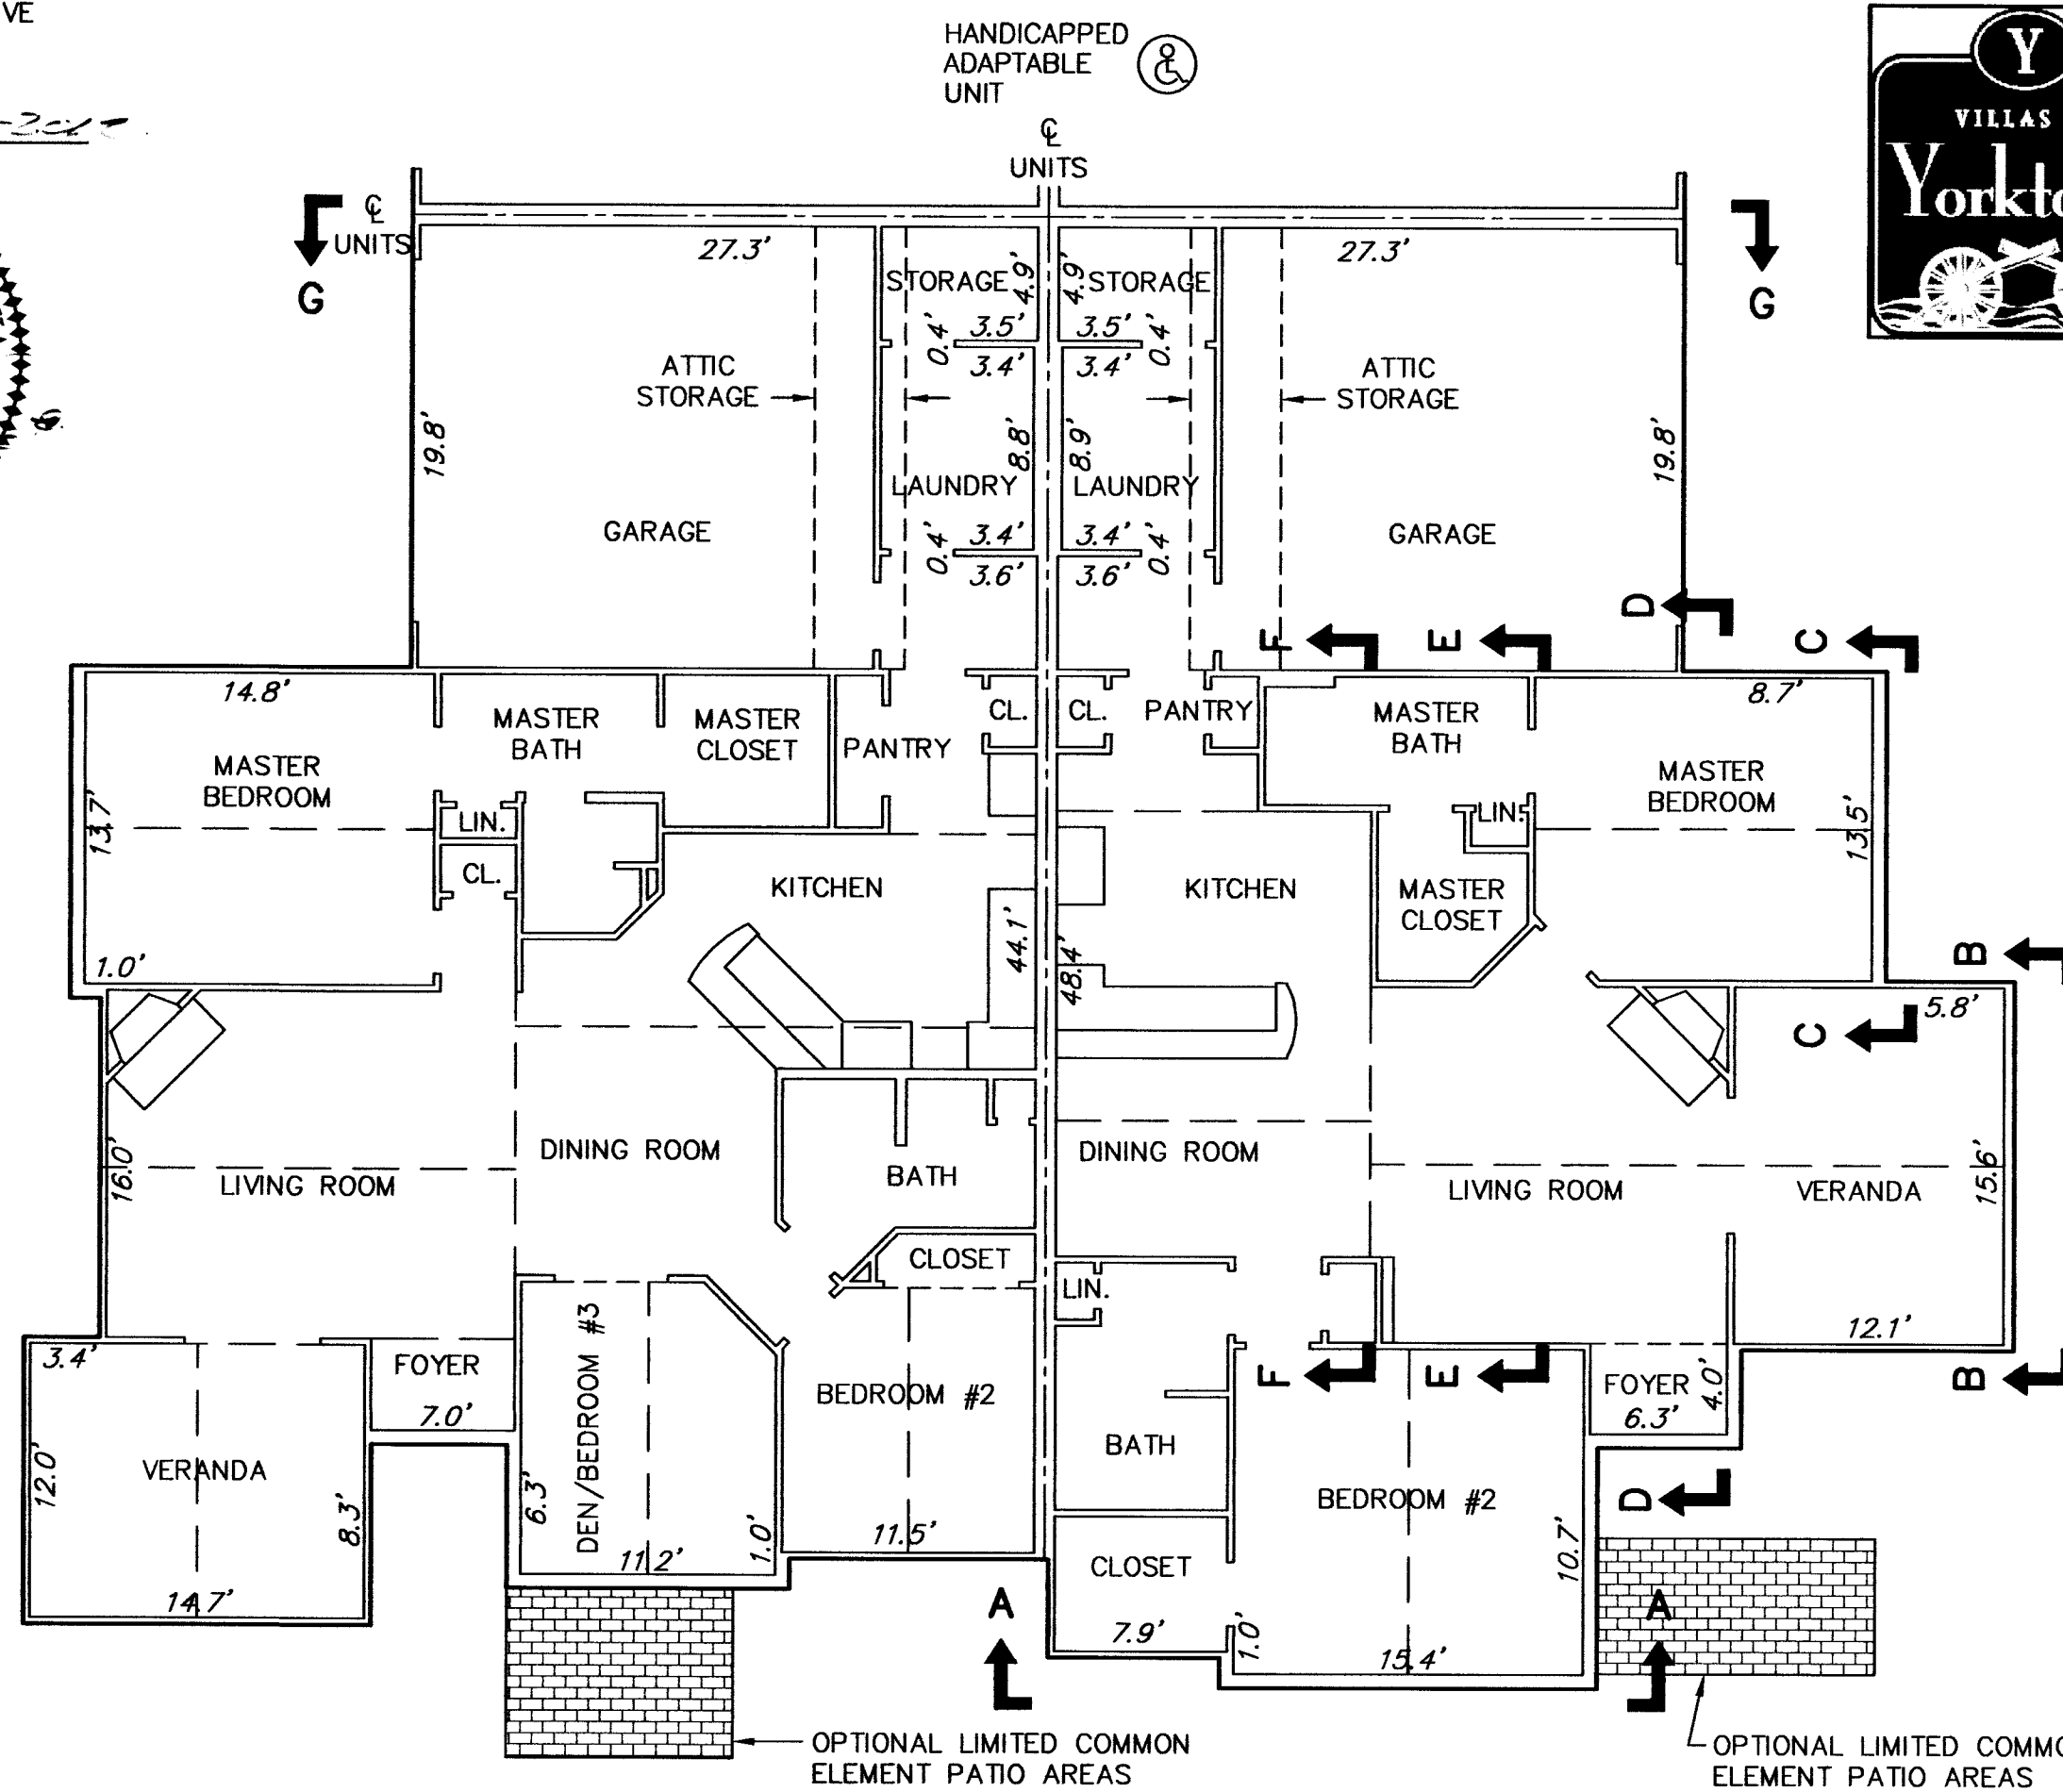 VE
HANDICAPPED
ADAPTABLE
UNIT
℄
UNITS
Y
VILLAS
℄
UNITS
G
G
27.3'
27.3'
STORAGE
4.9'
4.9'
STORAGE
0.4'
3.5'
3.5'
0.4'
3.4'
3.4'
ATTIC
STORAGE
ATTIC
STORAGE
19.8'
8.8'
8.9'
19.8'
LAUNDRY
LAUNDRY
GARAGE
0.4'
3.4'
3.4'
0.4'
GARAGE
3.6'
3.6'
D
F
E
C
14.8'
8.7'
MASTER
BATH
MASTER
CLOSET
PANTRY
CL.
CL.
PANTRY
MASTER
BATH
MASTER
BEDROOM
MASTER
BEDROOM
13.7'
LIN.
LIN.
13.5'
CL.
KITCHEN
KITCHEN
MASTER
CLOSET
44.1'
48.4'
1.0'
B
5.8'
C
16.0'
LIVING ROOM
DINING ROOM
BATH
DINING ROOM
LIVING ROOM
VERANDA
15.6'
CLOSET
LIN.
3.4'
FOYER
7.0'
DEN/BEDROOM #3
BEDROOM #2
F
E
FOYER
4.0'
6.3'
12.1'
B
12.0'
VERANDA
8.3'
6.3'
1.0'
BATH
BEDROOM #2
D
11.5'
11.2'
14.7'
CLOSET
10.7'
A
A
7.9'
1.0'
15.4'
OPTIONAL LIMITED COMMON
ELEMENT PATIO AREAS
OPTIONAL LIMITED COMMO
ELEMENT PATIO AREAS